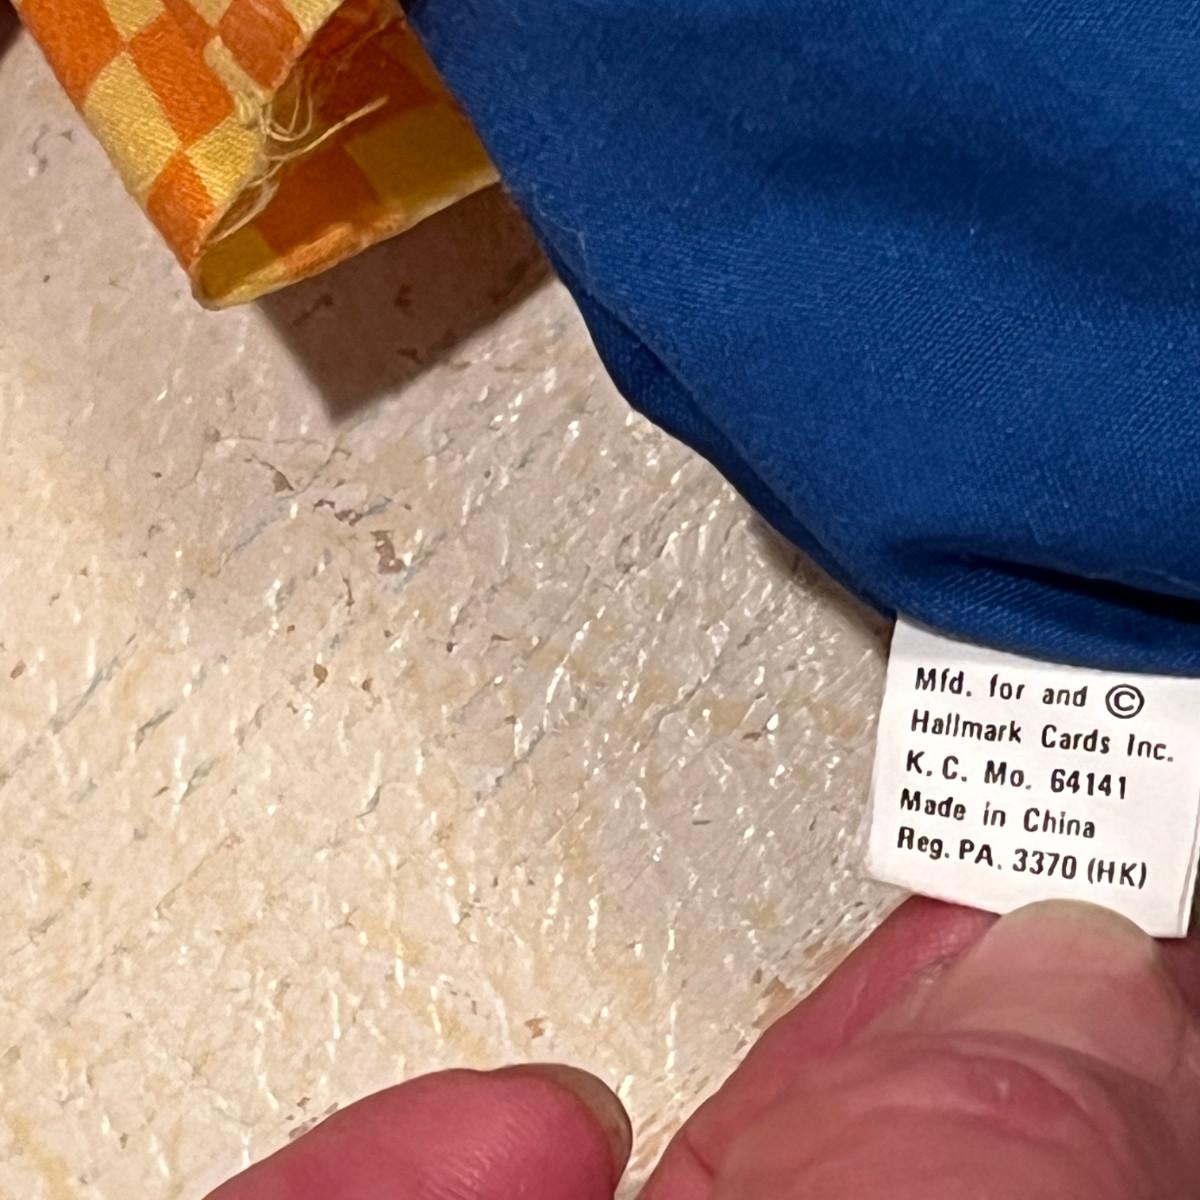 Mfd. for and ©
Hallmark Cards Inc.
K.C. Mo. 64141
Made in China
Reg. PA. 3370 (HK)